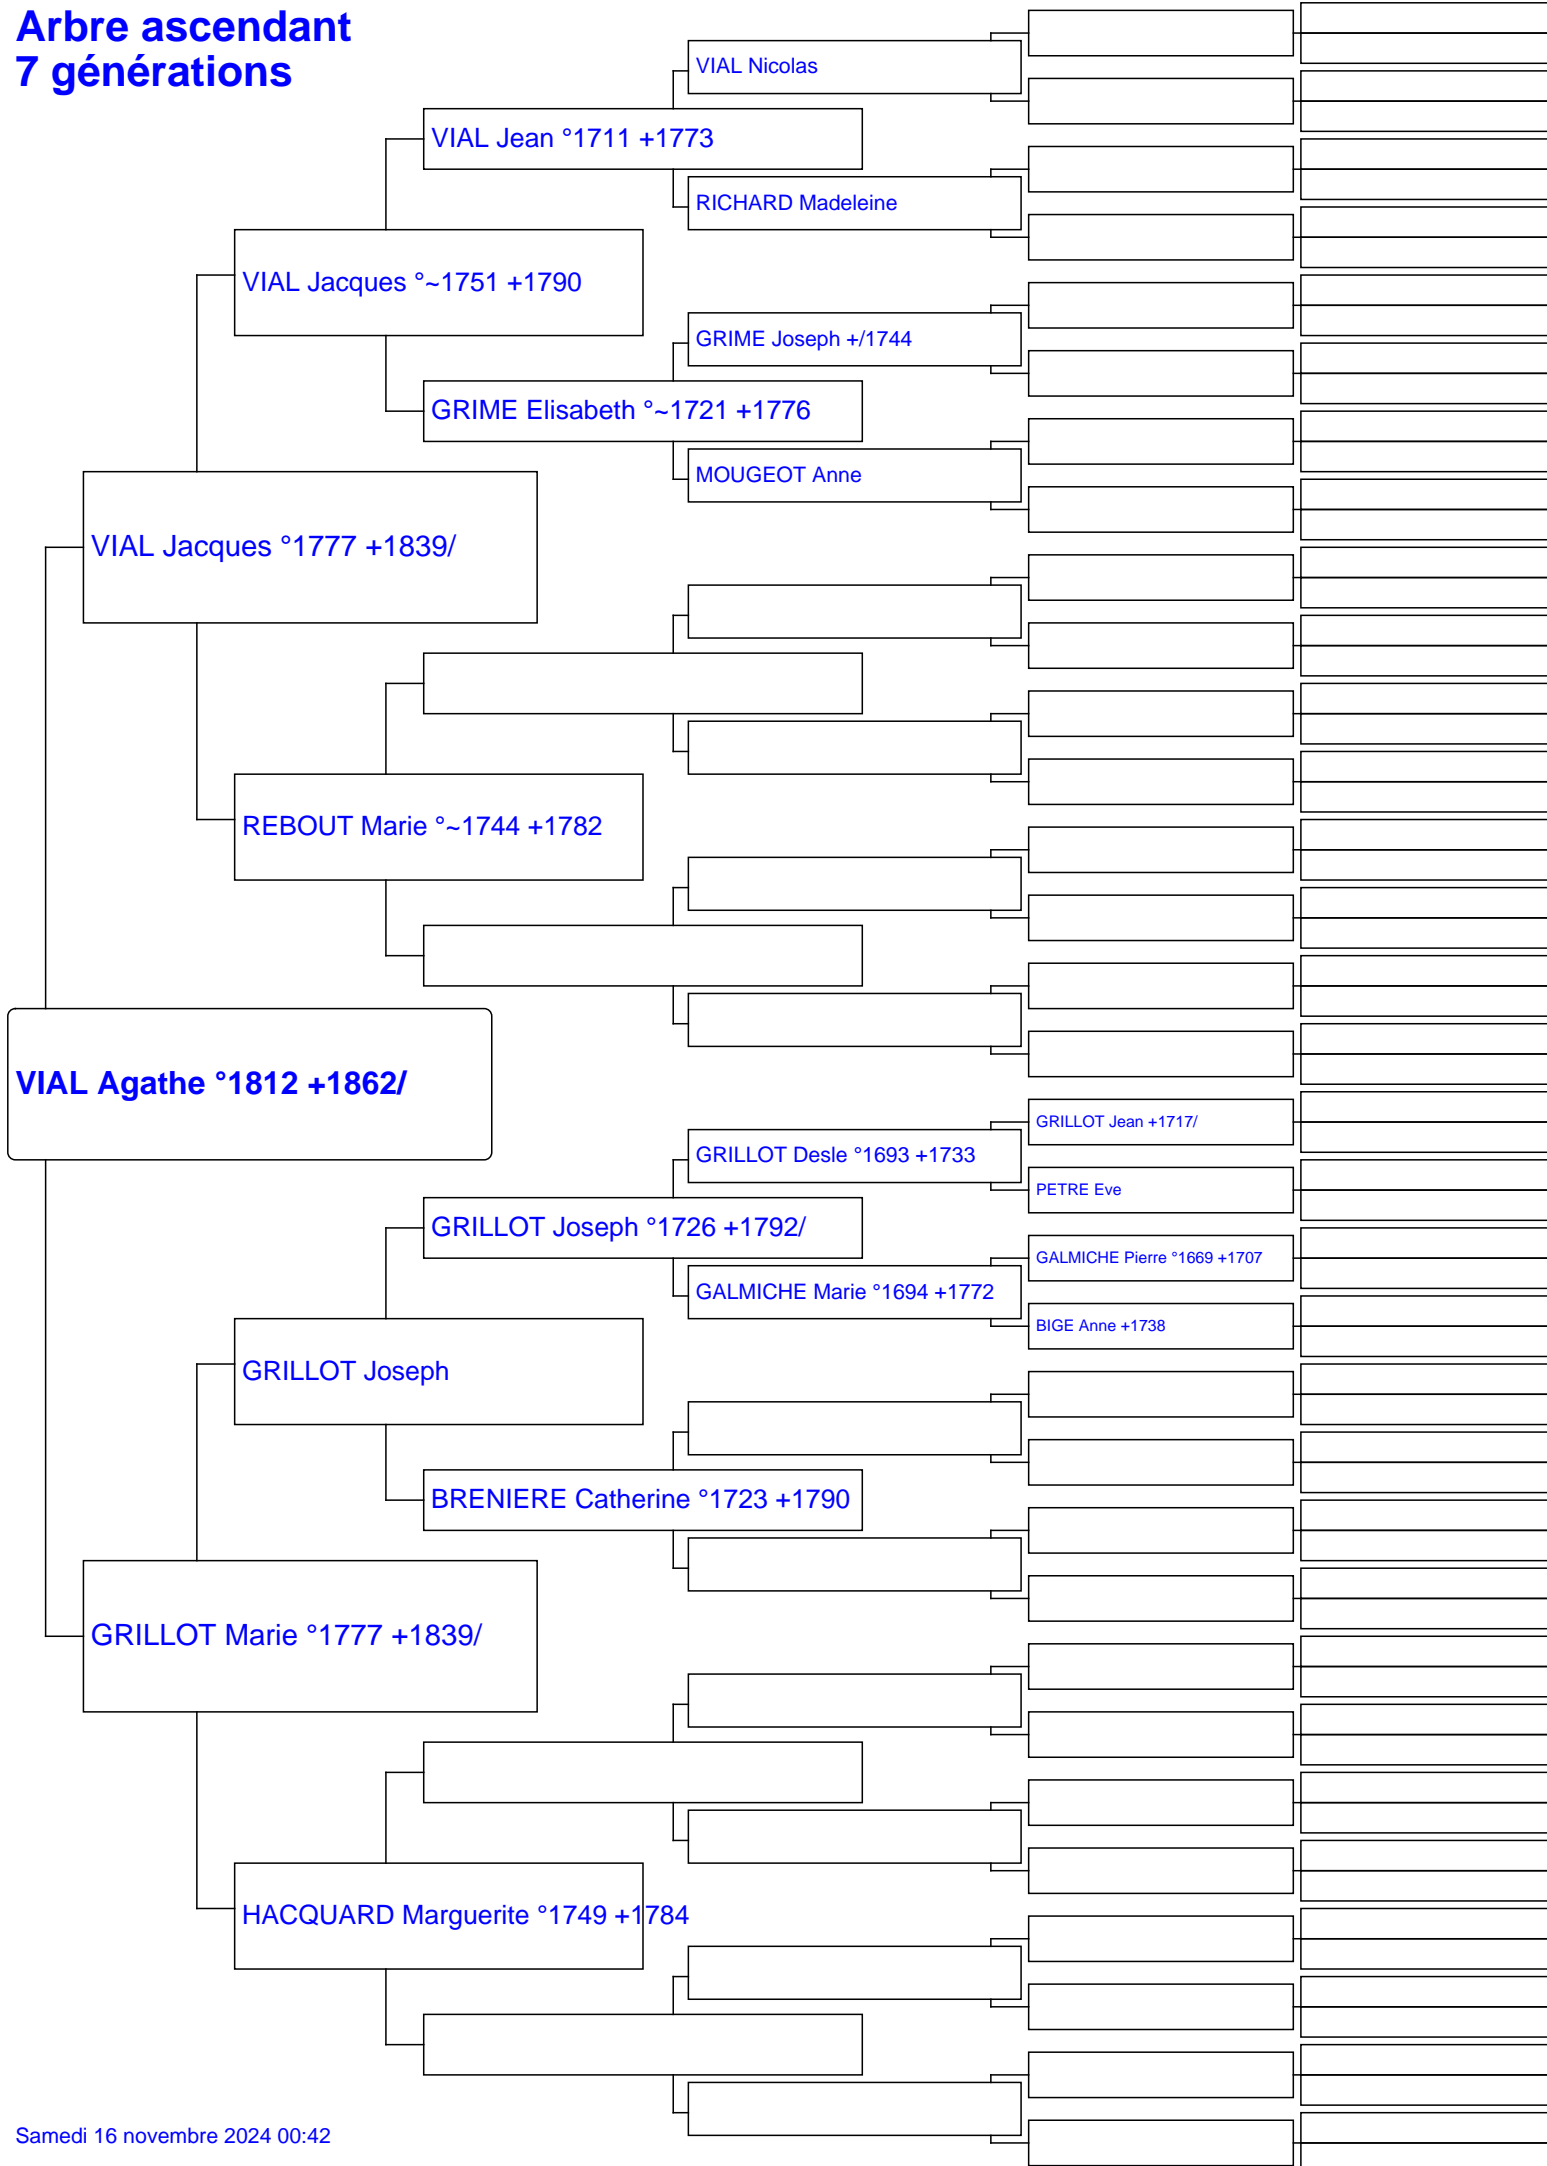 Arbre ascendant
7 générations
VIAL Nicolas
VIAL Jean °1711 +1773
RICHARD Madeleine
VIAL Jacques °~1751 +1790
GRIME Joseph +/1744
GRIME Elisabeth °~1721 +1776
MOUGEOT Anne
VIAL Jacques °1777 +1839/
REBOUT Marie °~1744 +1782
VIAL Agathe °1812 +1862/
GRILLOT Jean +1717/
GRILLOT Desle °1693 +1733
PETRE Eve
GRILLOT Joseph °1726 +1792/
GALMICHE Pierre °1669 +1707
GALMICHE Marie °1694 +1772
BIGE Anne +1738
GRILLOT Joseph
BRENIERE Catherine °1723 +1790
GRILLOT Marie °1777 +1839/
HACQUARD Marguerite °1749 +1784
Samedi 16 novembre 2024 00:42